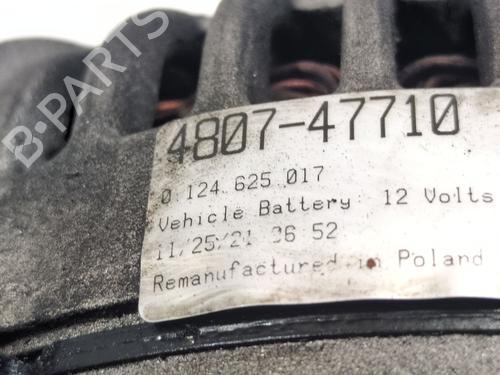 B-PARTS
4807-47710
0 124 625 017
Vehicle Battery: 12 Volts
11/25/21 06 52
Remanufactured in Poland